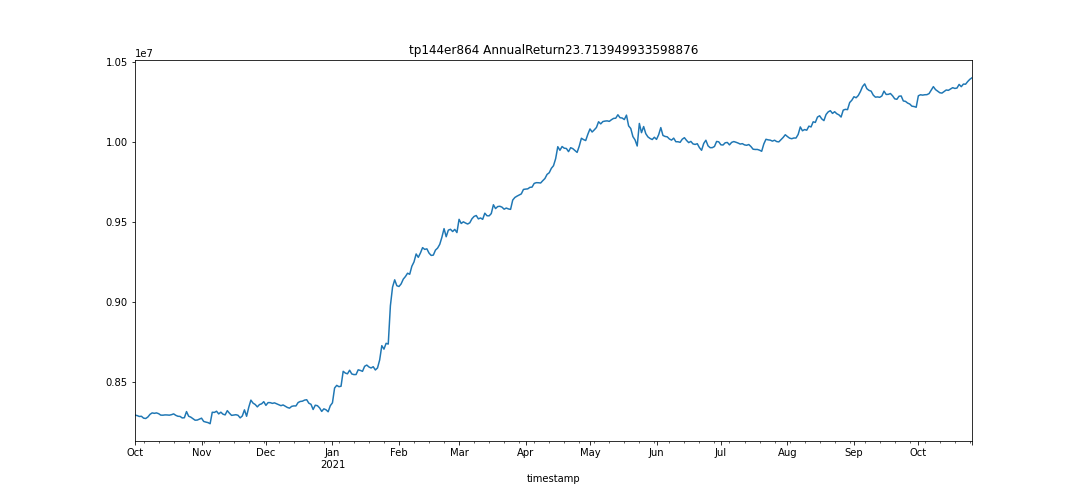 tp144er864 AnnualReturn23.713949933598876
1e7
1.05
1.00
0.95
0.90
0.85
Oct Nov Dec Jan Feb Mar Apr May Jun Jul Aug Sep Oct
2021
timestamp